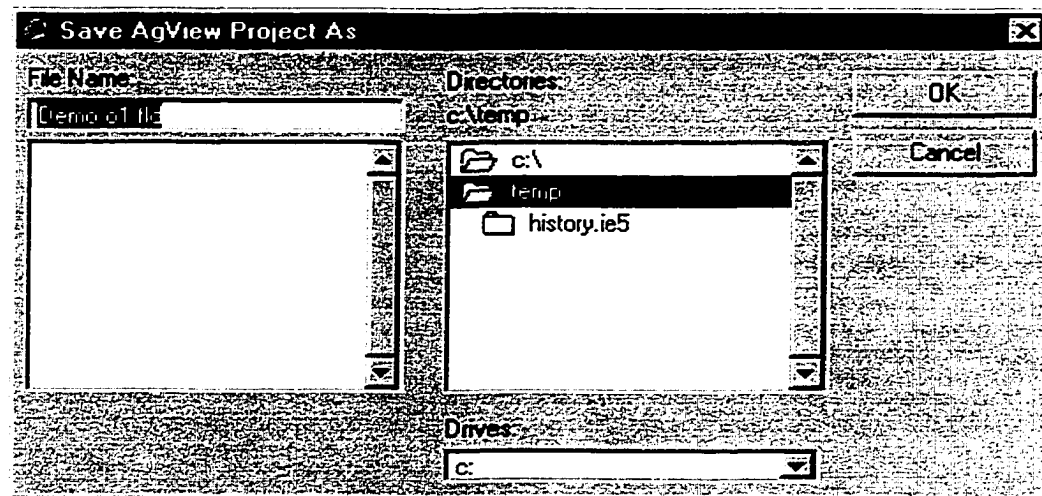 Save AgView Project As
File Name:
Directories:
c:\temp
OK
Cancel
c:\
temp
history.ie5
Drives:
c: